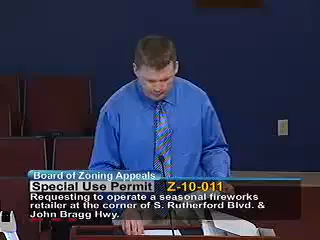 Board of Zoning Appeals
Special Use Permit Z-10-011
Requesting to operate a seasonal fireworks
retailer at the corner of S. Rutherford Blvd. &
John Bragg Hwy.